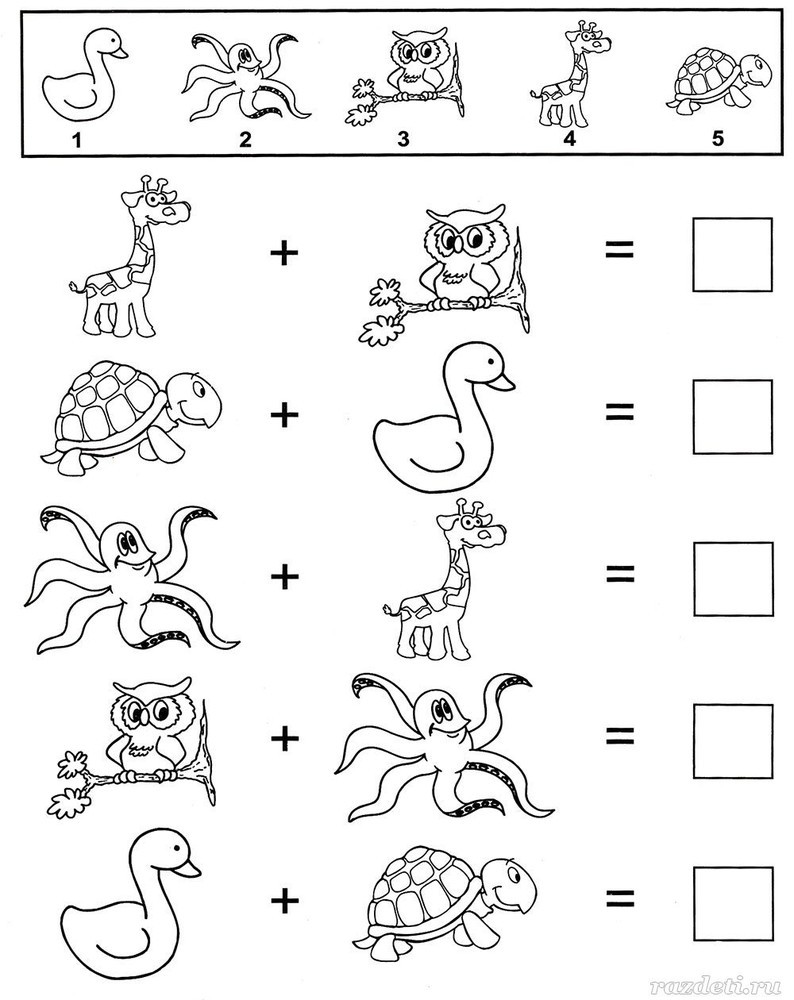 1 2 3 4 5
+ =
+ =
+ =
+ =
+ =
razdeti.ru